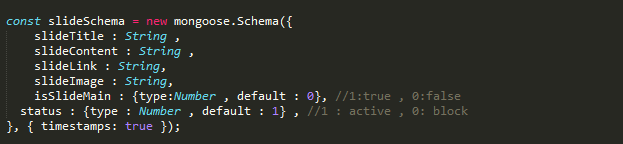 const slideSchema = new mongoose.Schema({
    slideTitle : String ,
    slideContent : String ,
    slideLink : String,
    slideImage : String,
    isSlideMain : {type:Number , default : 0}, //1:true , 0:false
  status : {type : Number , default : 1} , //1 : active , 0: block
}, { timestamps: true });